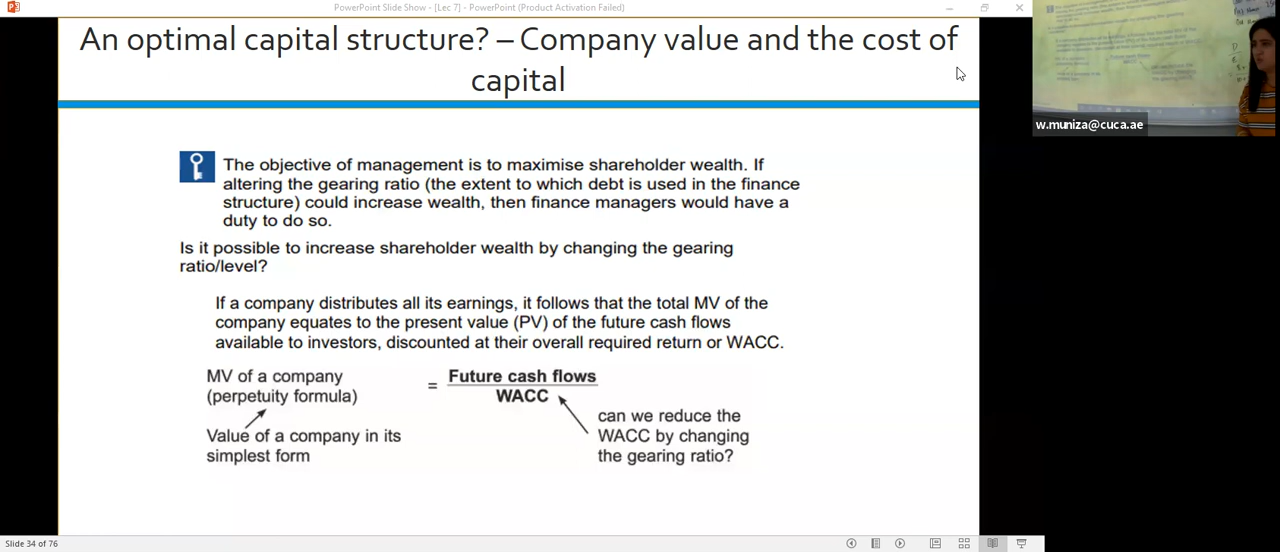 PowerPoint Slide Show - [Lec 7] - PowerPoint (Product Activation Failed)
An optimal capital structure? – Company value and the cost of
capital
The objective of management is to maximise shareholder wealth. If
altering the gearing ratio (the extent to which debt is used in the finance
structure) could increase wealth, then finance managers would have a
duty to do so.
Is it possible to increase shareholder wealth by changing the gearing
ratio/level?
If a company distributes all its earnings, it follows that the total MV of the
company equates to the present value (PV) of the future cash flows
available to investors, discounted at their overall required return or WACC.
MV of a company
(perpetuity formula)
= Future cash flows
WACC
Value of a company in its
simplest form
can we reduce the
WACC by changing
the gearing ratio?
Slide 34 of 76
w.muniza@cuca.ae